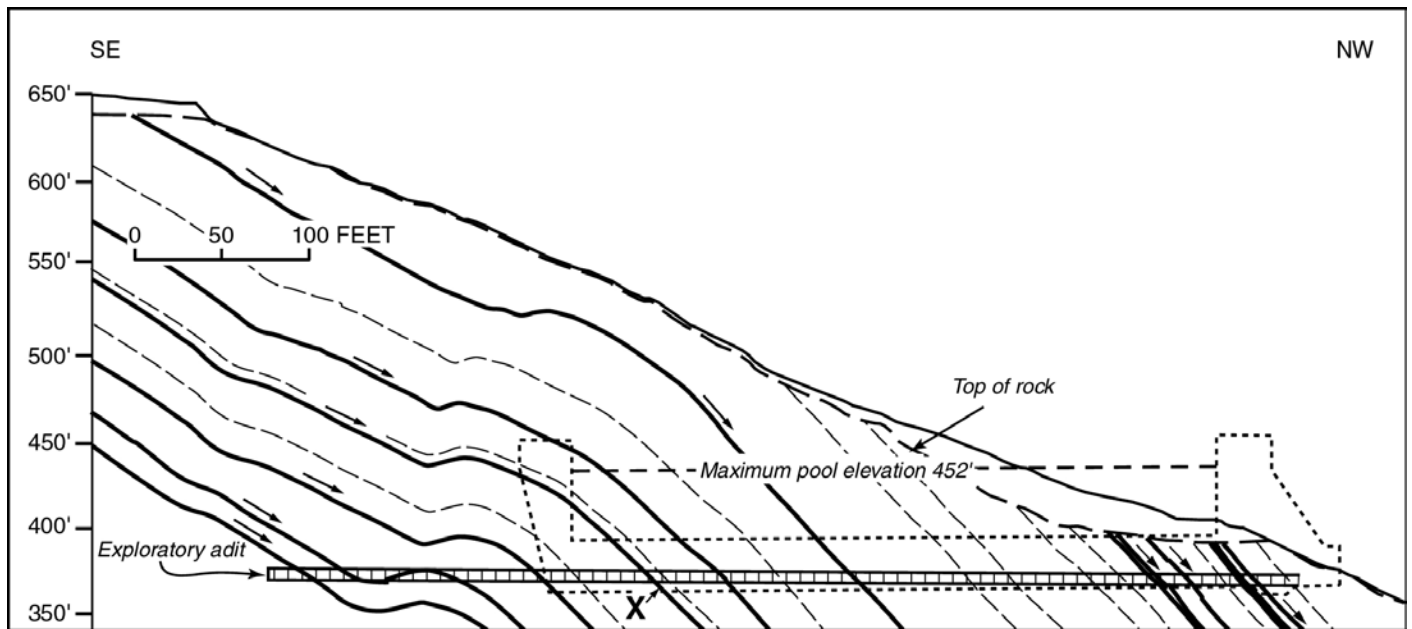 SE
NW
650'
600'
0 50 100 FEET
550'
500'
Top of rock
450'
Maximum pool elevation 452'
400'
Exploratory adit
350'
X